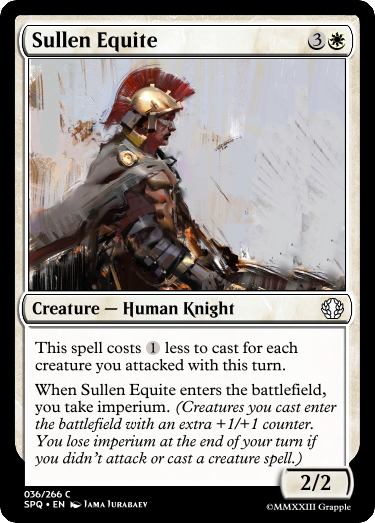 Sullen Equite 3
Creature — Human Knight
This spell costs 1 less to cast for each
creature you attacked with this turn.
When Sullen Equite enters the battlefield,
you take imperium. (Creatures you cast enter
the battlefield with an extra +1/+1 counter.
You lose imperium at the end of your turn if
you didn't attack or cast a creature spell.)
2/2
036/266 C
SPQ • EN Jama Jurabaev
©MMXXIII Grapple